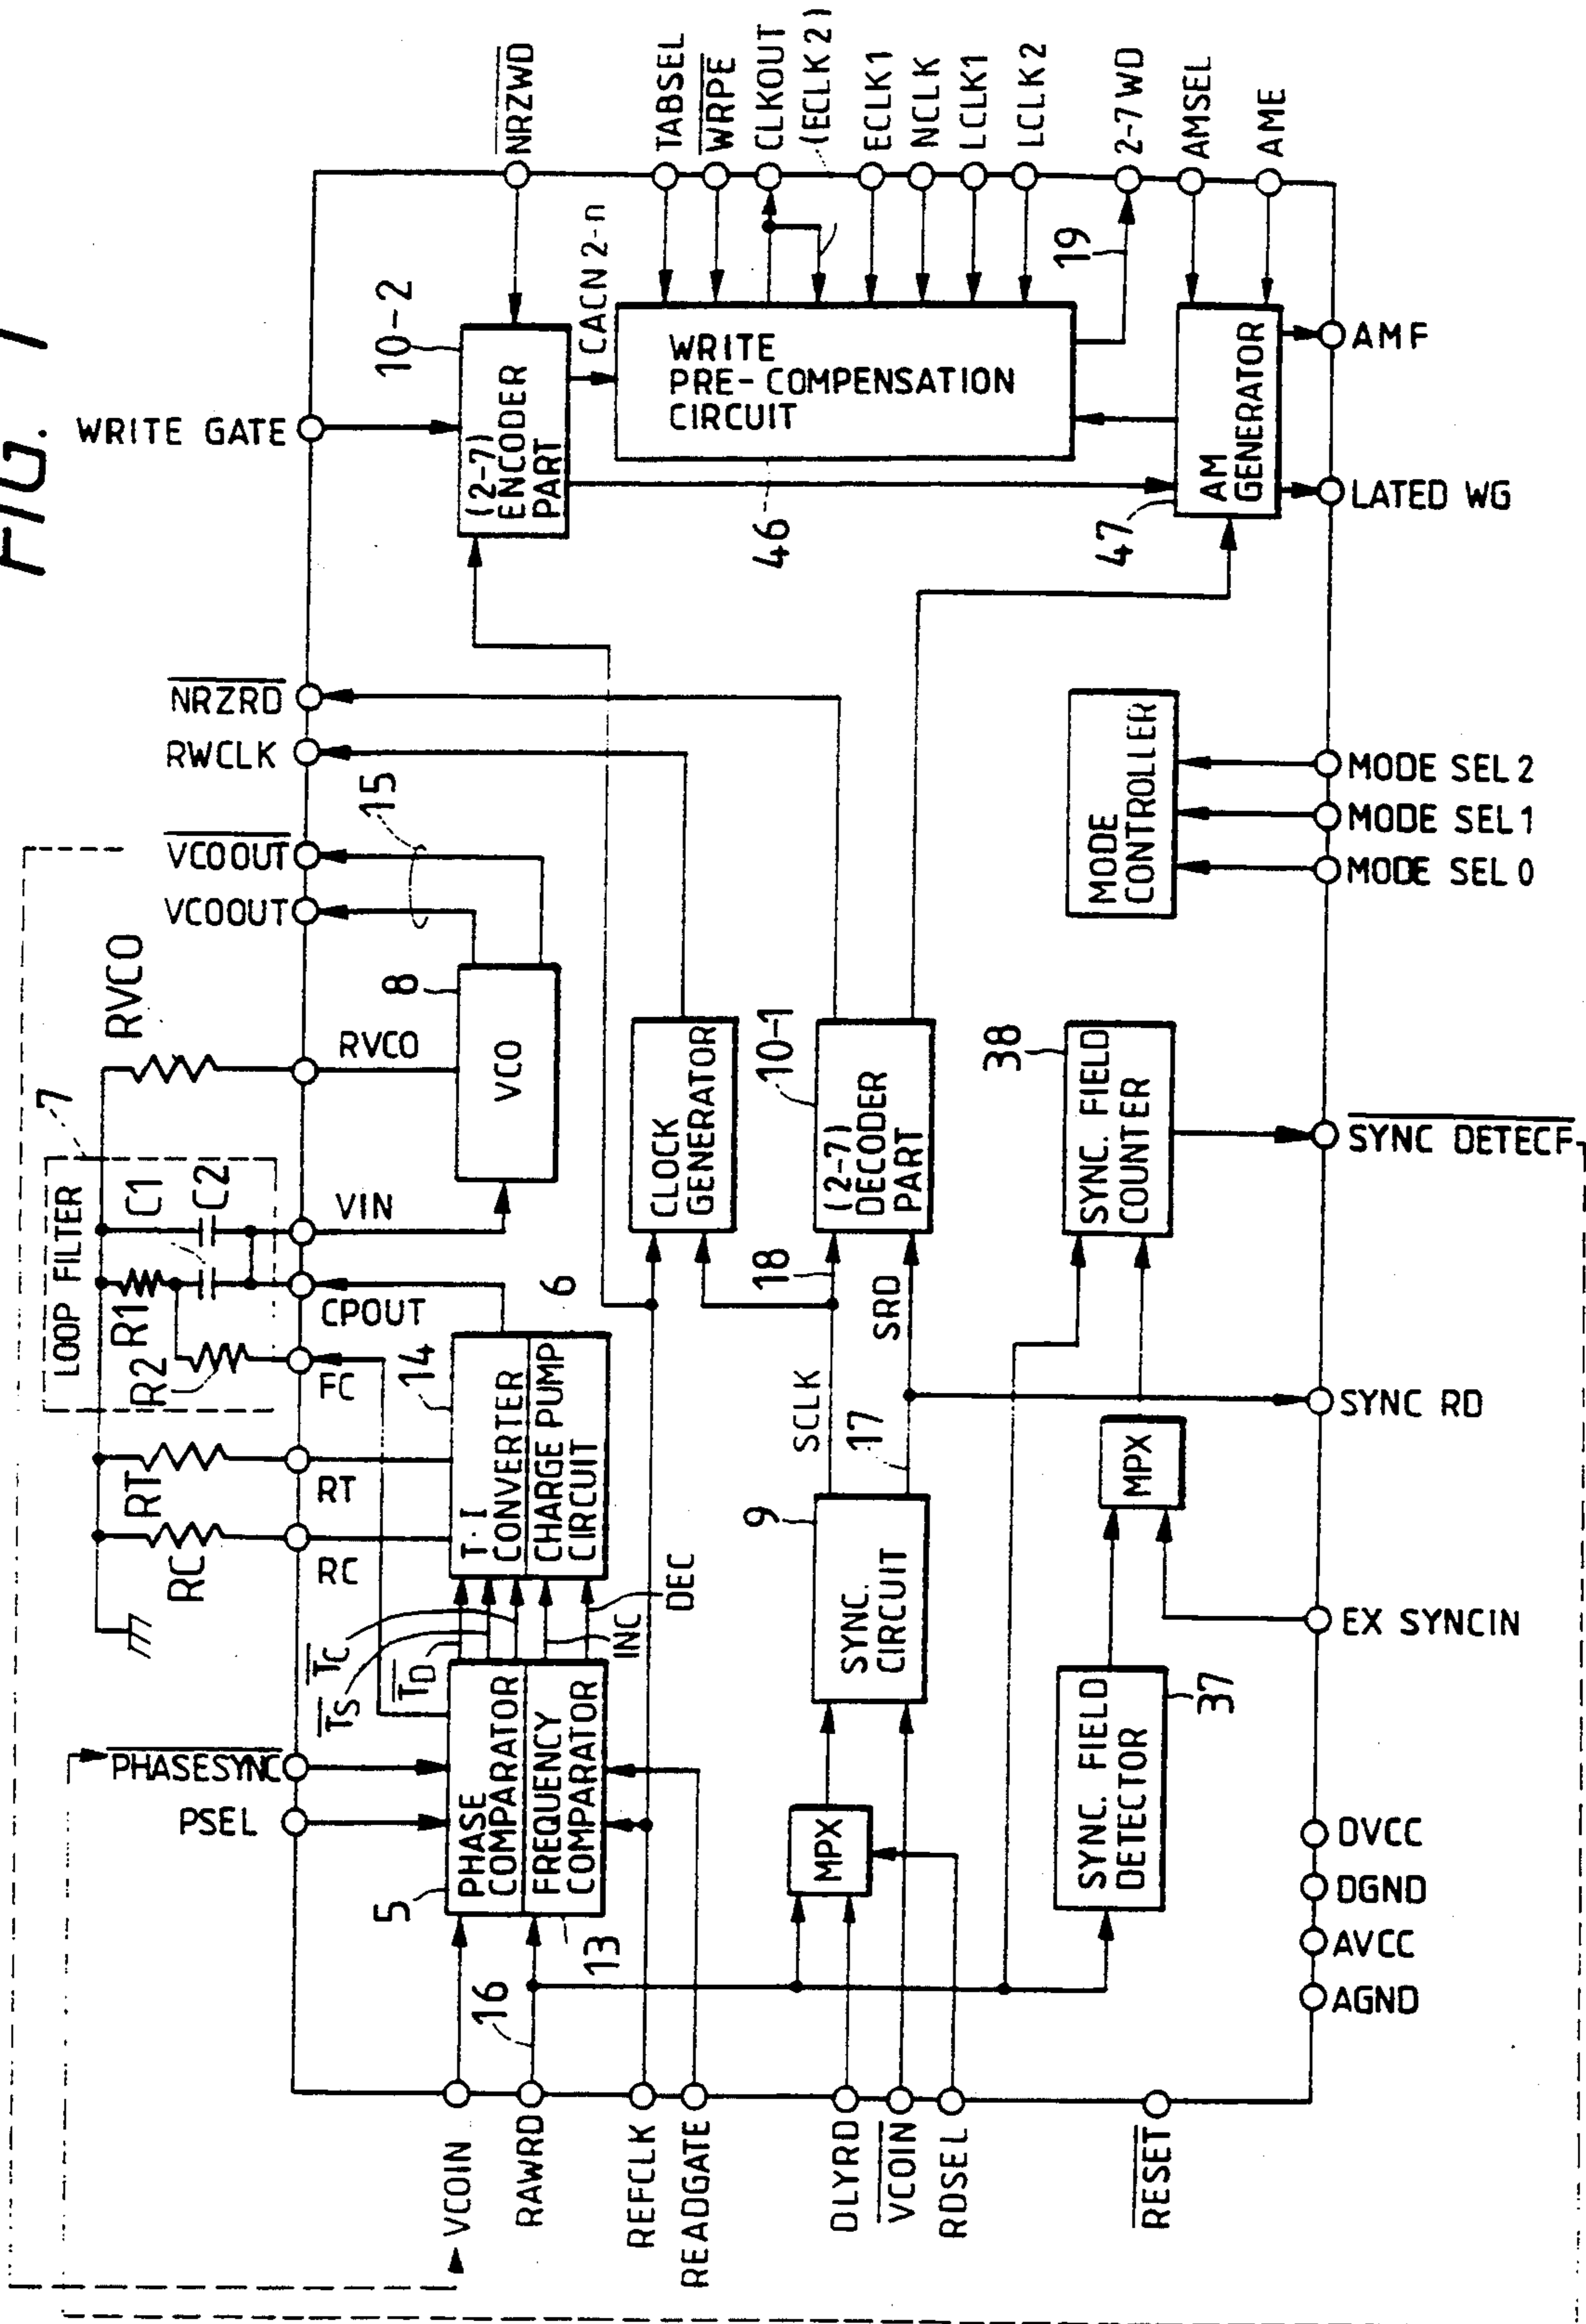 FIG. 1
WRITE GATE
NRZWD
TABSEL
WRPE
CLKOUT
(ECLK2)
ECLK1
NCLK
LCLK1
LCLK2
2-7WD
AMSEL
AME
10-2
(2-7)
ENCODER
PART
CACN 2-n
WRITE
PRE-COMPENSATION
CIRCUIT
46
19
47
AM
GENERATOR
AMF
LATED WG
NRZRD
RWCLK
VCOOUT
VCOOUT
15
RVCO
RVCO
8
VCO
7
LOOP FILTER
C1
C2
R1
R2
VIN
CPOUT
FC
RT
RT
RC
RC
6
14
T·I
CONVERTER
CHARGE PUMP
CIRCUIT
TC
TS
TD
INC
DEC
PHASESYNC
PSEL
5
PHASE
COMPARATOR
FREQUENCY
COMPARATOR
13
16
CLOCK
GENERATOR
10-1
(2-7)
DECODER
PART
18
SCLK
SRD
17
9
SYNC.
CIRCUIT
MPX
MODE
CONTROLLER
MODE SEL 2
MODE SEL 1
MODE SEL 0
38
SYNC. FIELD
COUNTER
SYNC DETECF
SYNC RD
MPX
EX SYNCIN
SYNC. FIELD
DETECTOR
37
DVCC
DGND
AVCC
AGND
VCOIN
RAWRD
REFCLK
READGATE
DLYRD
VCOIN
RDSEL
RESET